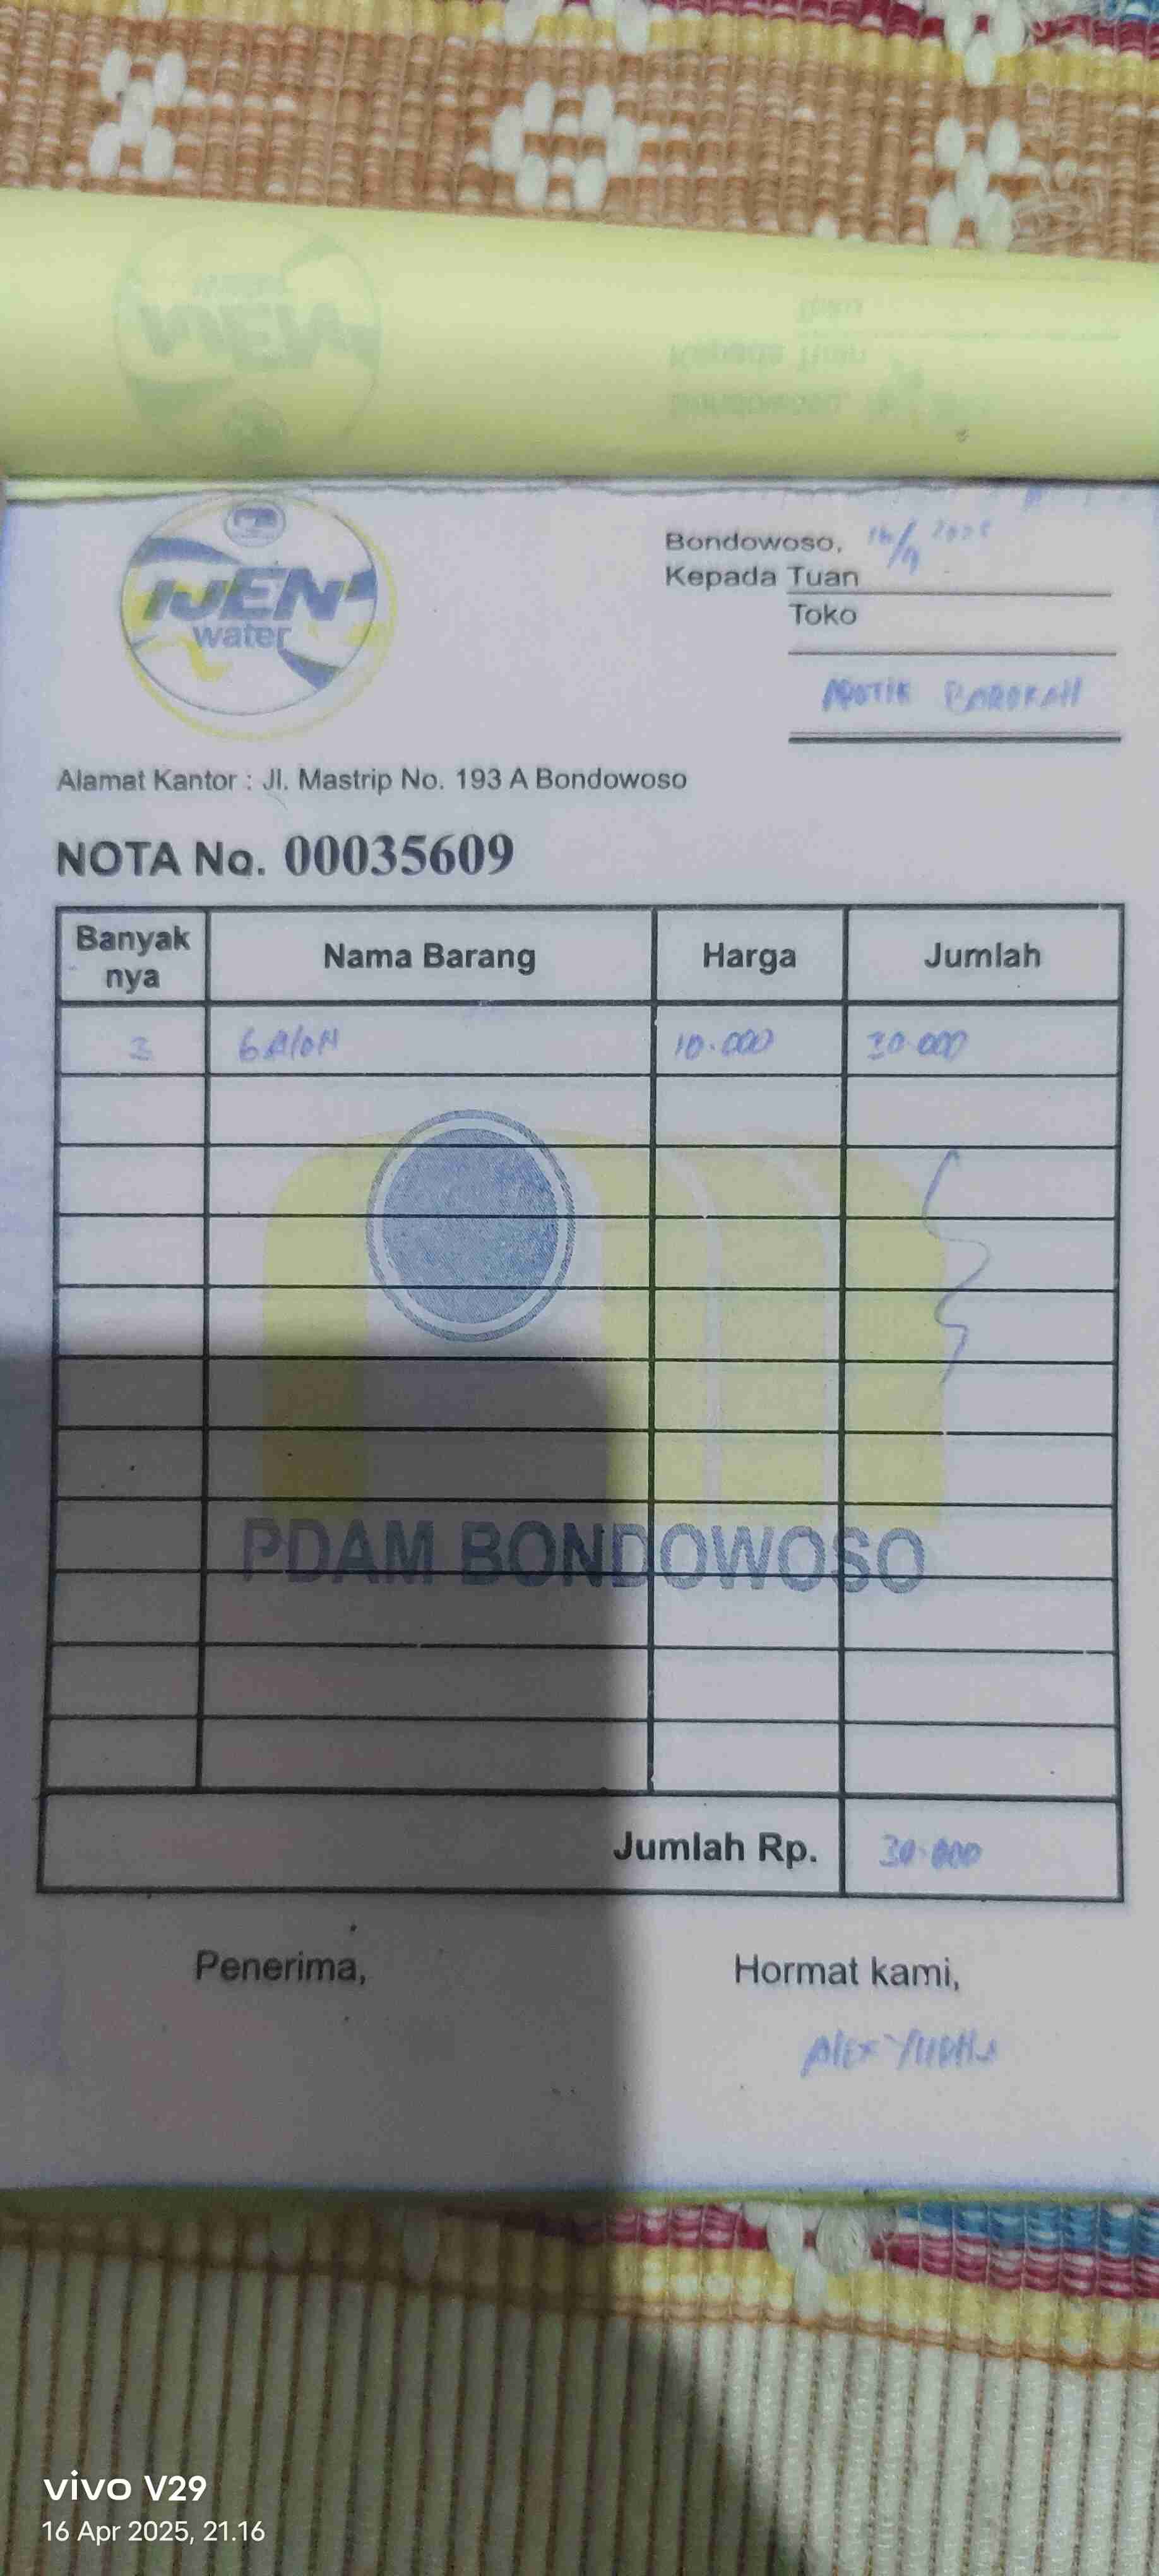 IJEN
water
Bondowoso, 16/4 2025
Kepada Tuan
Toko
APOTIK BAROKAH
Alamat Kantor : Jl. Mastrip No. 193 A Bondowoso
NOTA No. 00035609
Banyak nya Nama Barang Harga Jumlah
3 GAlON 10.000 30.000
PDAM BONDOWOSO
Jumlah Rp. 30.000
Penerima, Hormat kami,
Alex
vivo V29
16 Apr 2025, 21.16